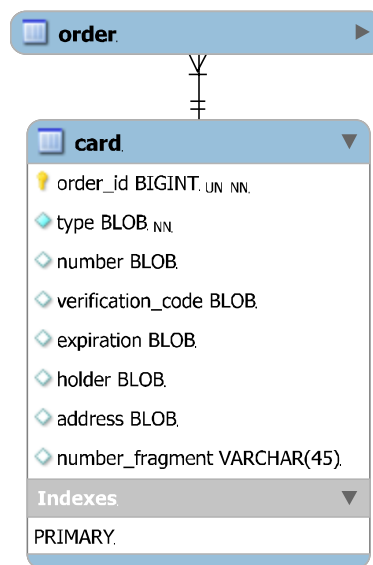 order
card
order_id BIGINT UN NN
type BLOB NN
number BLOB
verification_code BLOB
expiration BLOB
holder BLOB
address BLOB
number_fragment VARCHAR(45)
Indexes
PRIMARY